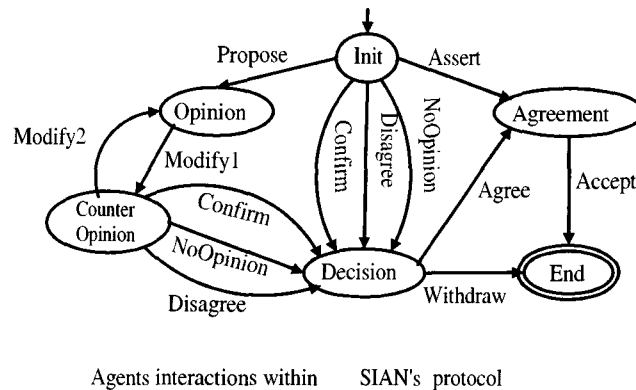 Propose
Init
Assert
Opinion
Agreement
Modify2
Modify1
Confirm
Disagree
NoOpinion
Agree
Accept
Counter
Opinion
Confirm
NoOpinion
Disagree
Decision
Withdraw
End
Agents interactions within SIAN's protocol